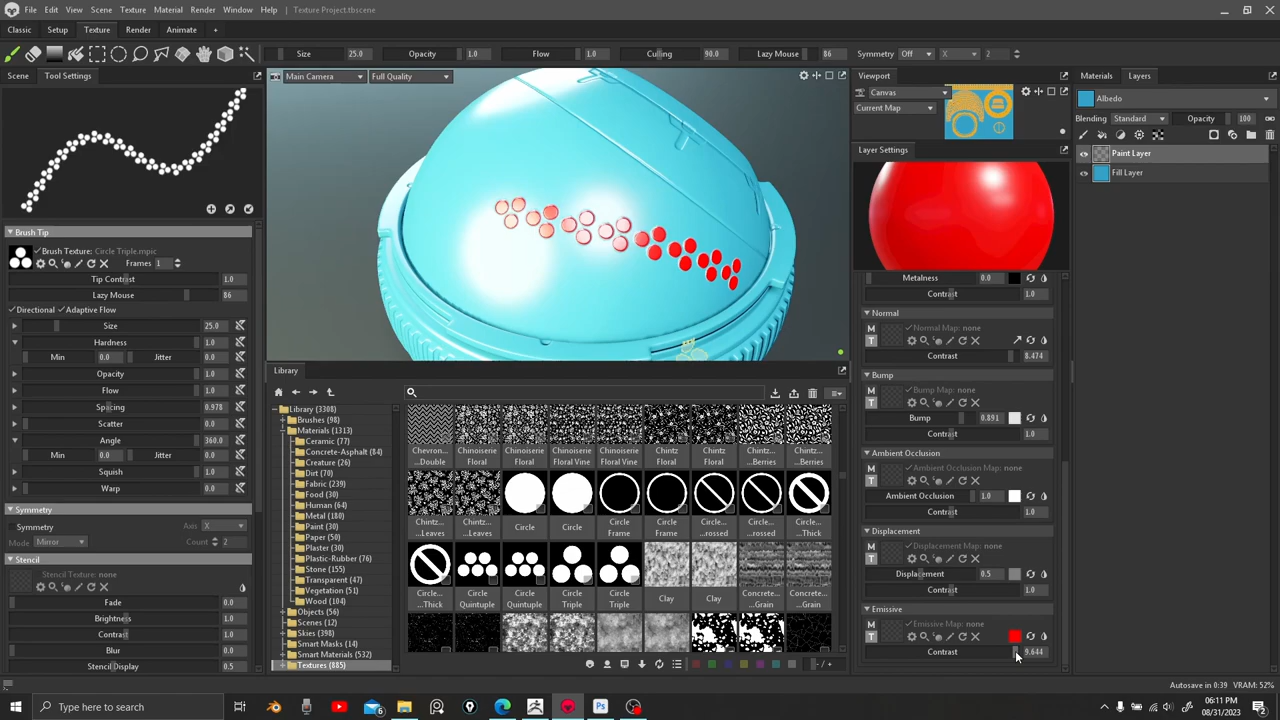 File Edit View Scene Texture Material Render Window Help Texture Project.tbscene
Classic Setup Texture Render Animate +
Size 25.0 Opacity 1.0 Flow 1.0 Culling 90.0 Lazy Mouse 86 Symmetry Off X 2
Scene Tool Settings
Main Camera Full Quality
Viewport
Canvas
Current Map
Materials Layers
Albedo
Blending Standard Opacity 100
Paint Layer
Fill Layer
Layer Settings
Brush Tip
Brush Texture: Circle Triple.mpic
Frames 1
Tip Contrast 1.0
Lazy Mouse 86
Directional Adaptive Flow
Size 25.0
Hardness 1.0
Min 0.0 Jitter 0.0
Opacity 1.0
Flow 1.0
Spacing 0.978
Scatter 0.0
Angle 360.0
Min 0.0 Jitter 0.0
Squish 1.0
Warp 0.0
Symmetry
Symmetry Axis X
Mode Mirror Count 2
Stencil
Stencil Texture: none
Fade 0.0
Brightness 1.0
Contrast 1.0
Blur 0.0
Stencil Display 0.5
Library
Library (3308)
Brushes (98)
Materials (1313)
Ceramic (77)
Concrete-Asphalt (84)
Creature (26)
Dirt (70)
Fabric (239)
Food (30)
Human (64)
Metal (180)
Paint (30)
Paper (50)
Plaster (30)
Plastic-Rubber (76)
Stone (155)
Transparent (47)
Vegetation (51)
Wood (104)
Objects (56)
Scenes (12)
Skies (398)
Smart Masks (14)
Smart Materials (532)
Textures (885)
Chevron ...Double
Chinoiserie Floral
Chinoiserie Floral Vine
Chinoiserie Floral Vine
Chintz Floral
Chintz Floral
Chintz... ...Berries
Chintz... ...Berries
Chintz... ...Leaves
Chintz... ...Leaves
Circle
Circle
Circle Frame
Circle Frame
Circle... ...rossed
Circle... ...rossed
Circle... ...Thick
Circle... ...Thick
Circle Quintuple
Circle Quintuple
Circle Triple
Circle Triple
Clay
Clay
Concrete... ...Grain
Concrete... ...Grain
- / +
Metalness 0.0
Contrast 1.0
Normal
M Normal Map: none
T
Contrast 8.474
Bump
M Bump Map: none
T
Bump 0.891
Contrast 1.0
Ambient Occlusion
M Ambient Occlusion Map: none
T
Ambient Occlusion 1.0
Contrast 1.0
Displacement
M Displacement Map: none
T
Displacement 0.5
Contrast 1.0
Emissive
M Emissive Map: none
T
Contrast 9.644
Autosave in 0:39 VRAM: 52%
Type here to search
06:11 PM
08/31/2023